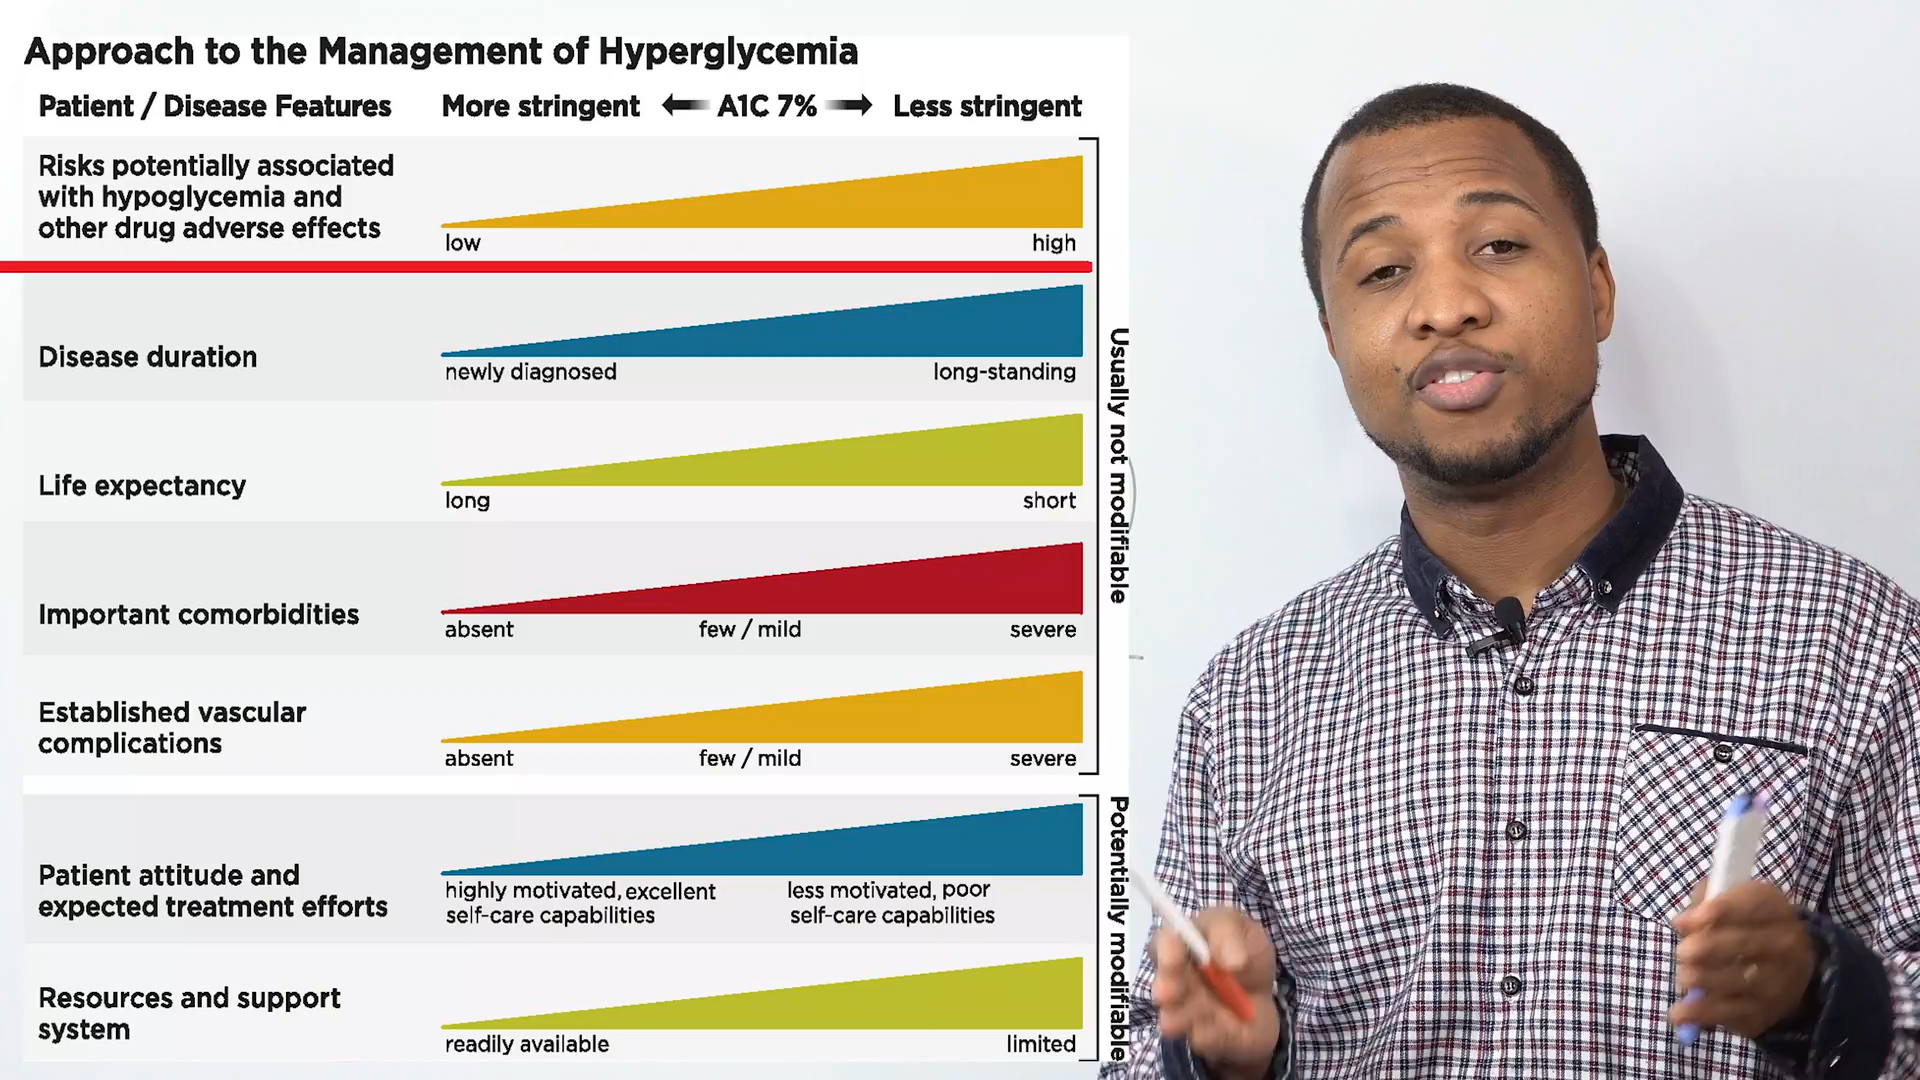 Approach to the Management of Hyperglycemia
Patient / Disease Features
More stringent
A1C 7%
Less stringent
Risks potentially associated
with hypoglycemia and
other drug adverse effects
low
high
Disease duration
newly diagnosed
long-standing
Life expectancy
long
short
Important comorbidities
absent
few / mild
severe
Established vascular
complications
absent
few / mild
severe
Usually not modifiable
Patient attitude and
expected treatment efforts
highly motivated, excellent
self-care capabilities
less motivated, poor
self-care capabilities
Resources and support
system
readily available
limited
Potentially modifiable